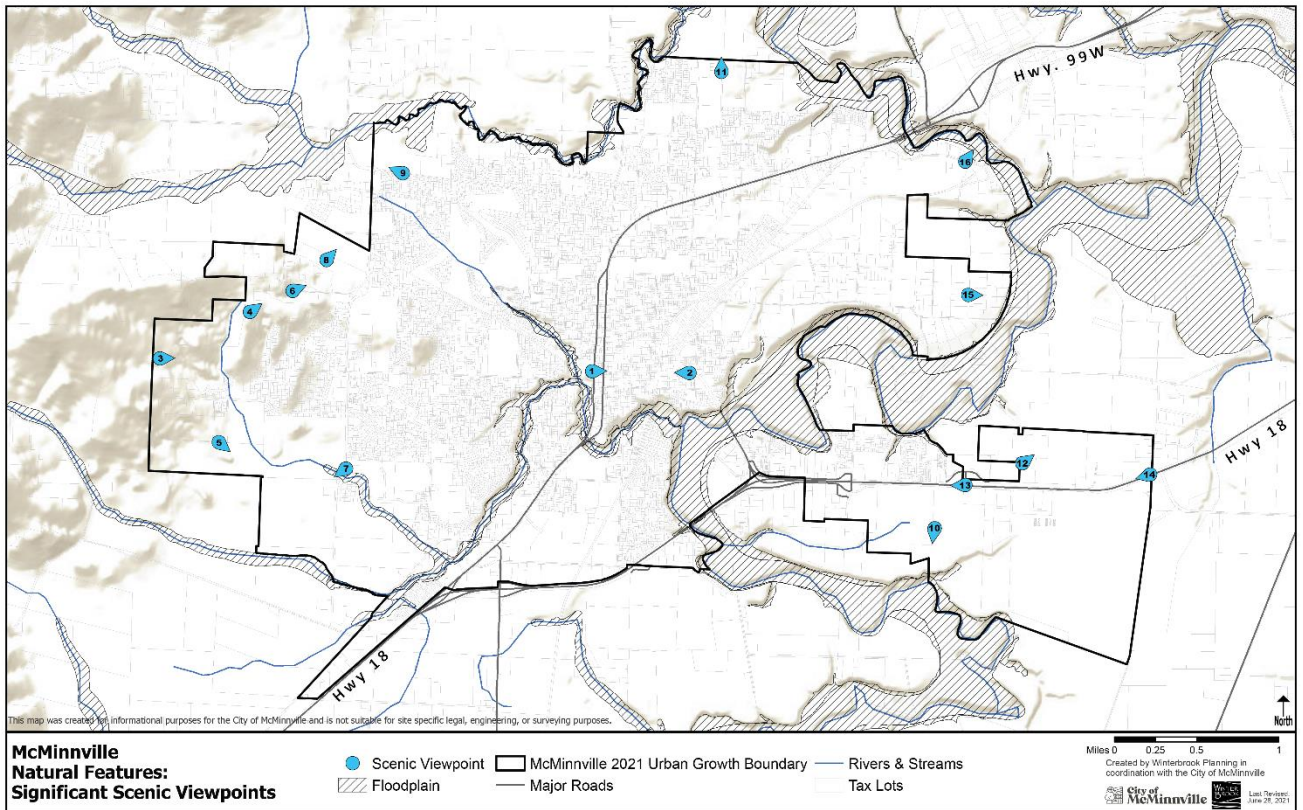 11
Hwy. 99W
16
9
8
6
15
4
3
1
2
Hwy 18
5
12
7
14
13
10
Hwy 18
North
This map was created for informational purposes for the City of McMinnville and is not suitable for site specific legal, engineering, or surveying purposes.
McMinnville
Natural Features:
Significant Scenic Viewpoints
Scenic Viewpoint
McMinnville 2021 Urban Growth Boundary
Rivers & Streams
Floodplain
Major Roads
Tax Lots
Miles 0 0.25 0.5 1
Created by Winterbrook Planning in
coordination with the City of McMinnville
City of
McMinnville
WINTER
BROOK
Last Revised:
June 28, 2021